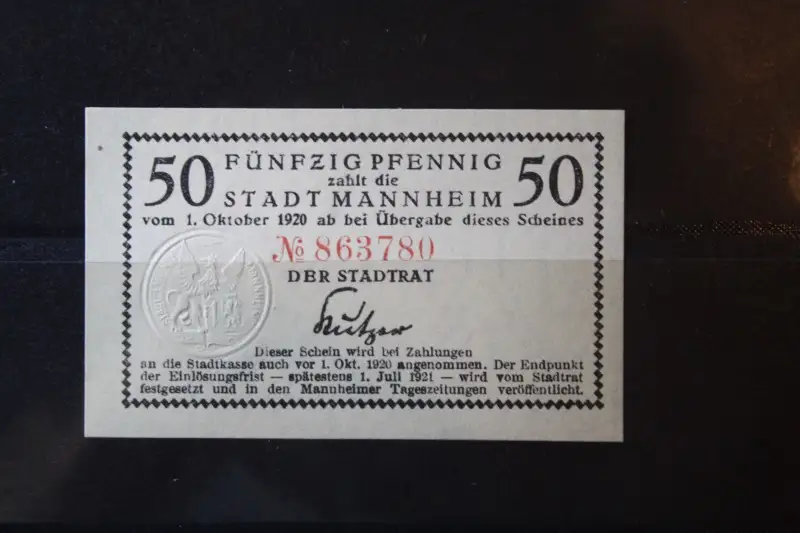 50 FÜNFZIG PFENNIG 50
zahlt die
STADT MANNHEIM
vom 1. Oktober 1920 ab bei Übergabe dieses Scheines
№ 863780
DER STADTRAT
Kutzer
Dieser Schein wird bei Zahlungen
an die Stadtkasse auch vor 1. Okt. 1920 angenommen. Der Endpunkt
der Einlösungsfrist — spätestens 1. Juli 1921 — wird vom Stadtrat
festgesetzt und in den Mannheimer Tageszeitungen veröffentlicht.